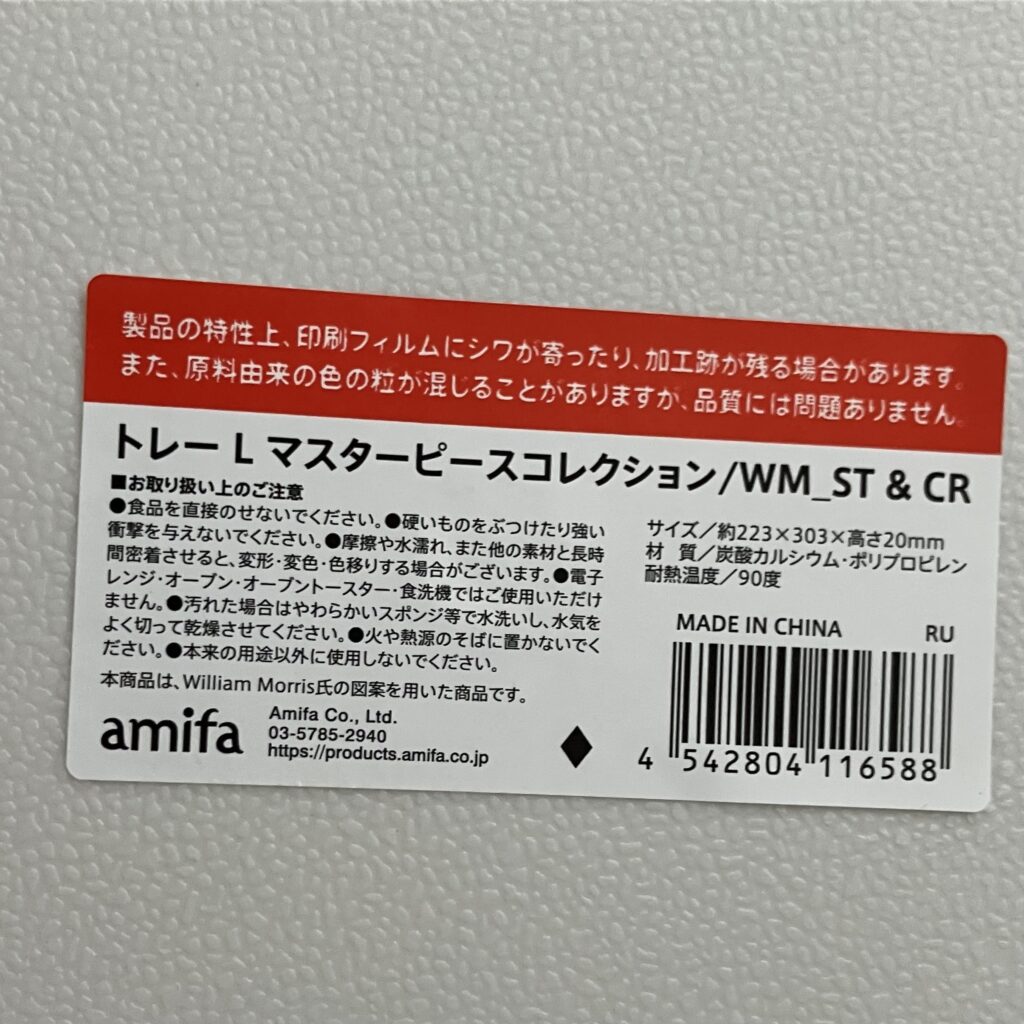 製品の特性上、印刷フィルムにシワが寄ったり、加工跡が残る場合があります。
また、原料由来の色の粒が混じることがありますが、品質には問題ありません。
トレー L マスターピースコレクション/WM_ST & CR
■お取り扱い上のご注意
●食品を直接のせないでください。●硬いものをぶつけたり強い
衝撃を与えないでください。●摩擦や水濡れ、また他の素材と長時
間密着させると、変形・変色・色移りする場合がございます。●電子
レンジ・オーブン・オーブントースター・食洗機ではご使用いただけ
ません。●汚れた場合はやわらかいスポンジ等で水洗いし、水気を
よく切って乾燥させてください。●火や熱源のそばに置かないでく
ださい。●本来の用途以外に使用しないでください。
本商品は、William Morris氏の図案を用いた商品です。
amifa
Amifa Co., Ltd.
03-5785-2940
https://products.amifa.co.jp
サイズ／約223×303×高さ20mm
材 質／炭酸カルシウム・ポリプロピレン
耐熱温度／90度
MADE IN CHINA RU
4 542804 116588